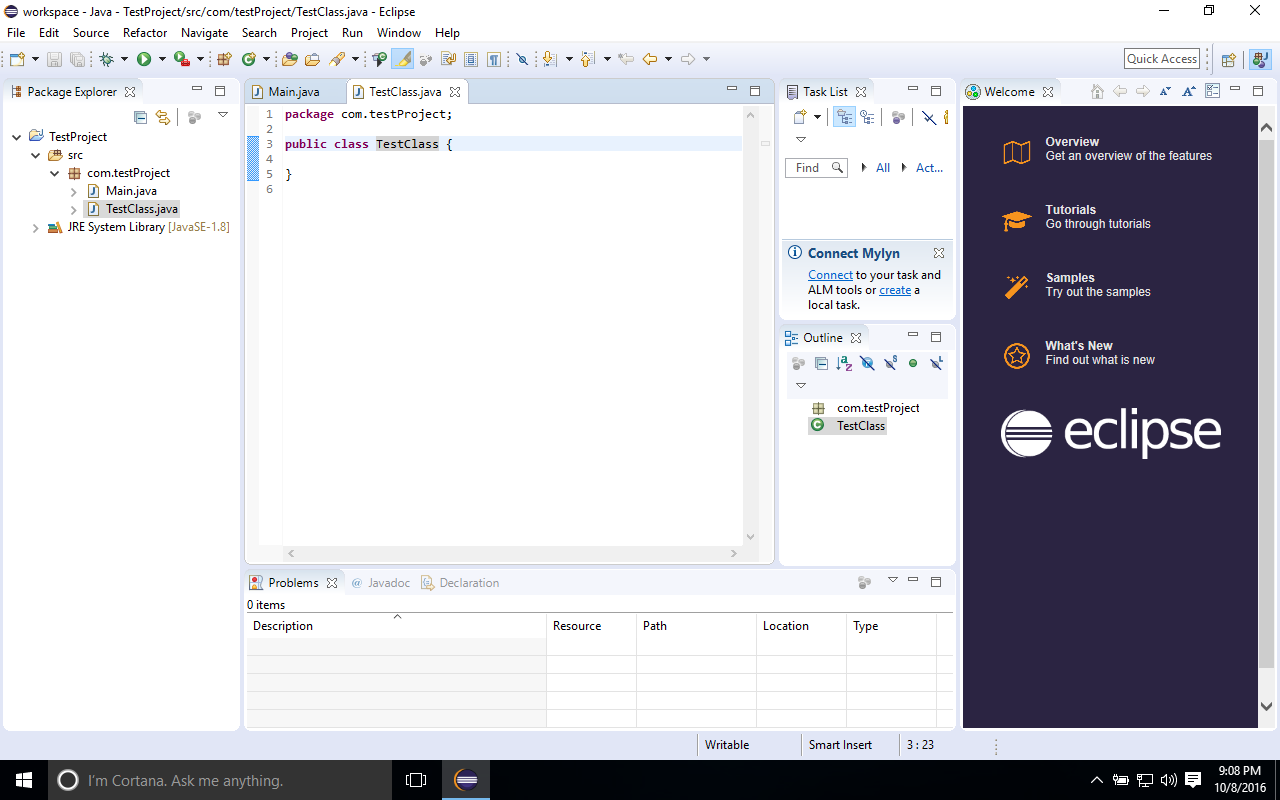 workspace - Java - TestProject/src/com/testProject/TestClass.java - Eclipse
File Edit Source Refactor Navigate Search Project Run Window Help
Quick Access
Package Explorer
TestProject
src
com.testProject
Main.java
TestClass.java
JRE System Library [JavaSE-1.8]
Main.java TestClass.java
1 package com.testProject;
2
3 public class TestClass {
4
5 }
6
Task List
Find All Act...
Connect Mylyn
Connect to your task and
ALM tools or create a
local task.
Outline
com.testProject
TestClass
Welcome
Overview
Get an overview of the features
Tutorials
Go through tutorials
Samples
Try out the samples
What's New
Find out what is new
eclipse
Problems @ Javadoc Declaration
0 items
Description Resource Path Location Type
Writable Smart Insert 3 : 23
I'm Cortana. Ask me anything.
9:08 PM
10/8/2016